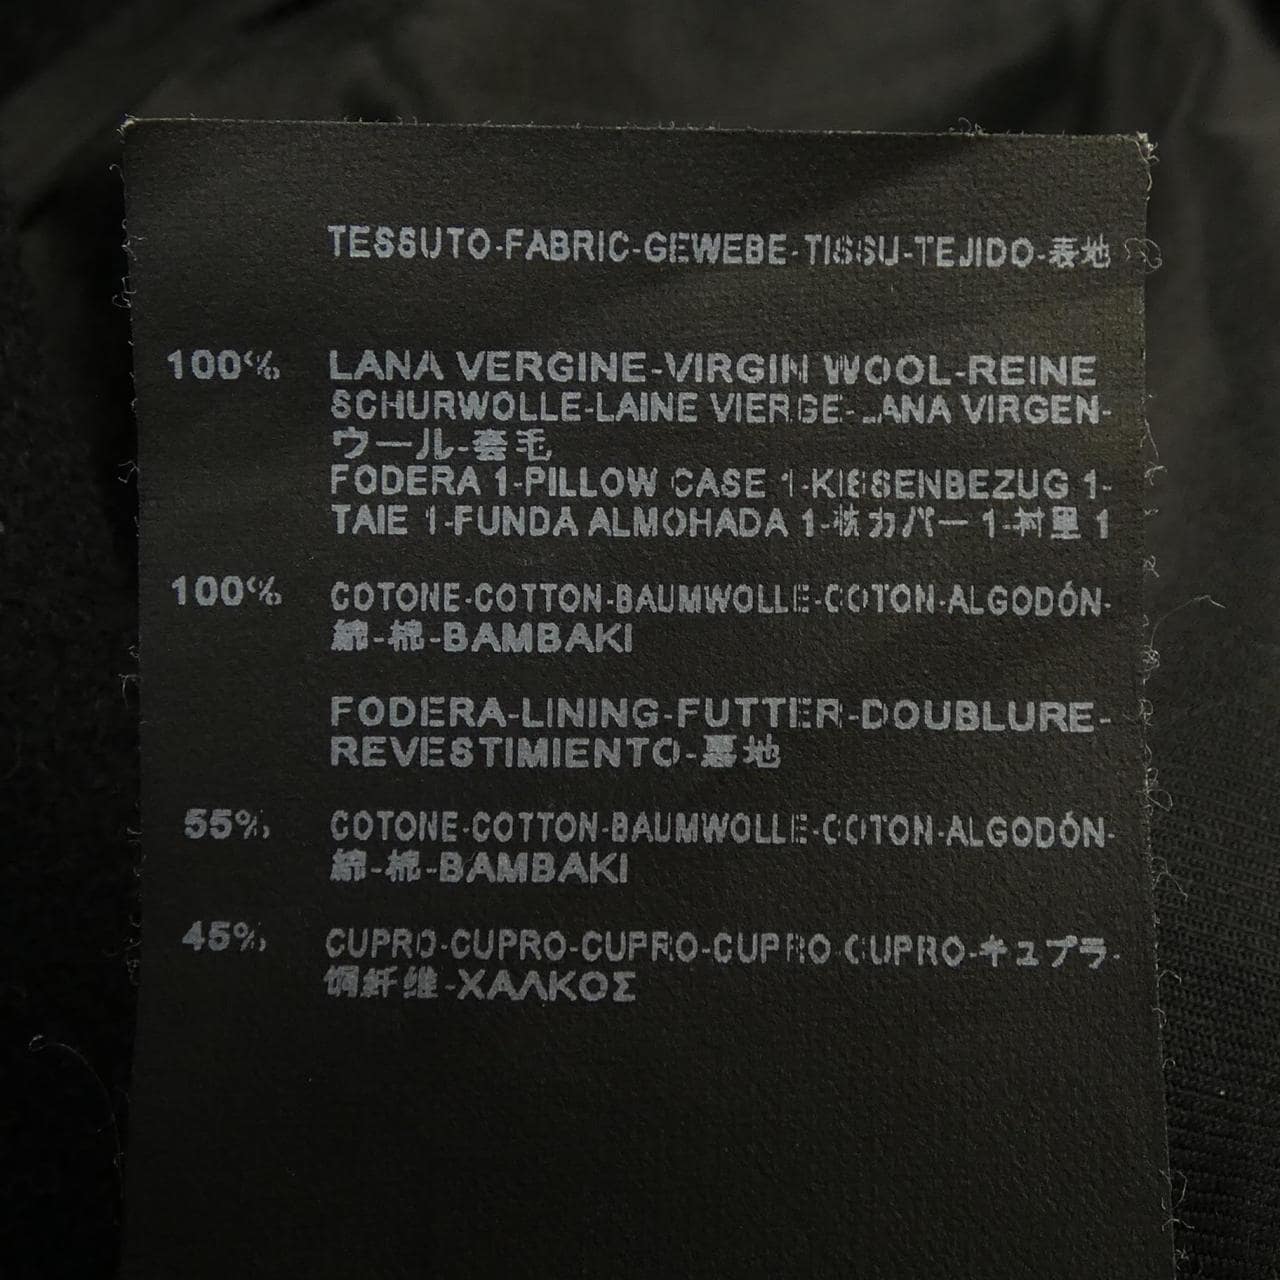 TESSUTO-FABRIC-GEWEBE-TISSU-TEJIDO-表地
100% LANA VERGINE-VIRGIN WOOL-REINE
SCHURWOLLE-LAINE VIERGE-LANA VIRGEN-
ウール-套毛
FODERA 1-PILLOW CASE 1-KISSENBEZUG 1-
TAIE 1-FUNDA ALMOHADA 1-枕カバー 1-衬里 1
100% COTONE-COTTON-BAUMWOLLE-COTON-ALGODÓN-
綿-棉-BAMBAKI
FODERA-LINING-FUTTER-DOUBLURE-
REVESTIMIENTO-裏地
55% COTONE-COTTON-BAUMWOLLE-COTON-ALGODÓN-
綿-棉-BAMBAKI
45% CUPRO-CUPRO-CUPRO-CUPRO CUPRO-キュプラ-
铜纤维-ΧΑΛΚΟΣ